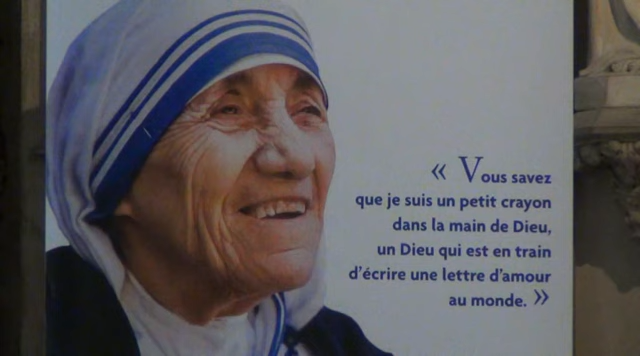 « Vous savez
que je suis un petit crayon
dans la main de Dieu,
un Dieu qui est en train
d'écrire une lettre d'amour
au monde. »